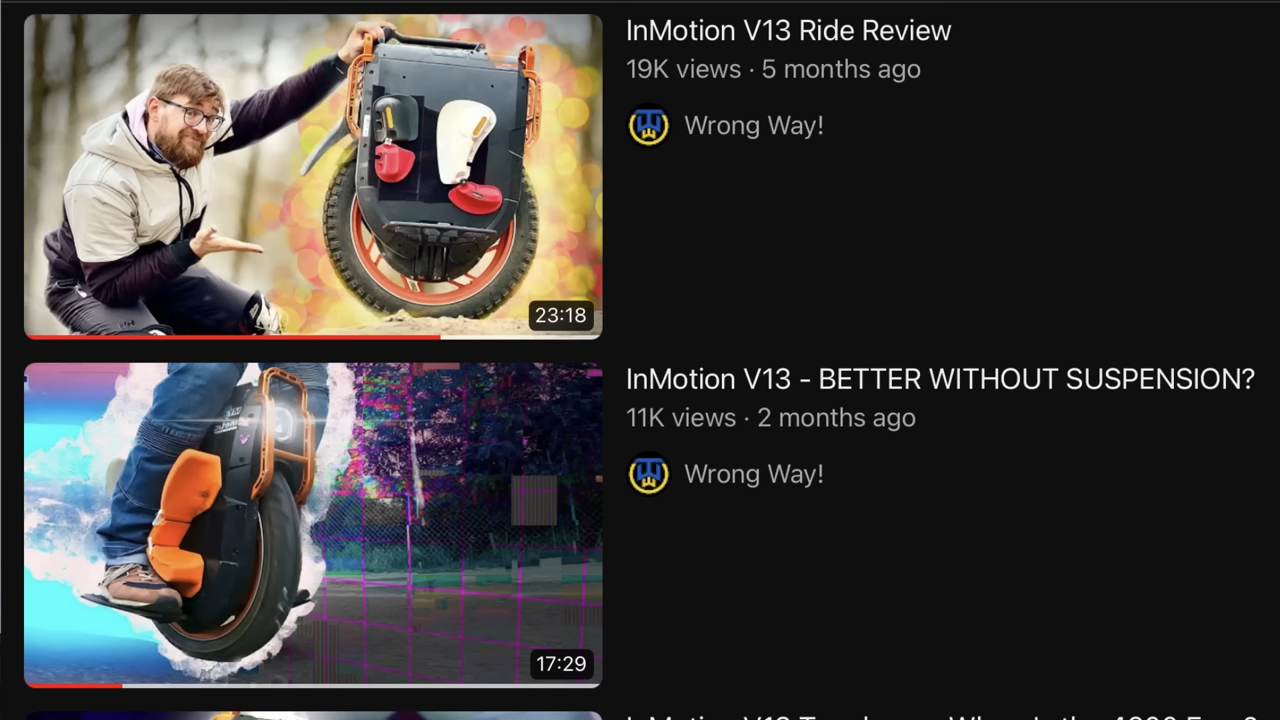 InMotion V13 Ride Review
19K views · 5 months ago
Wrong Way!
23:18
InMotion V13 - BETTER WITHOUT SUSPENSION?
11K views · 2 months ago
Wrong Way!
17:29